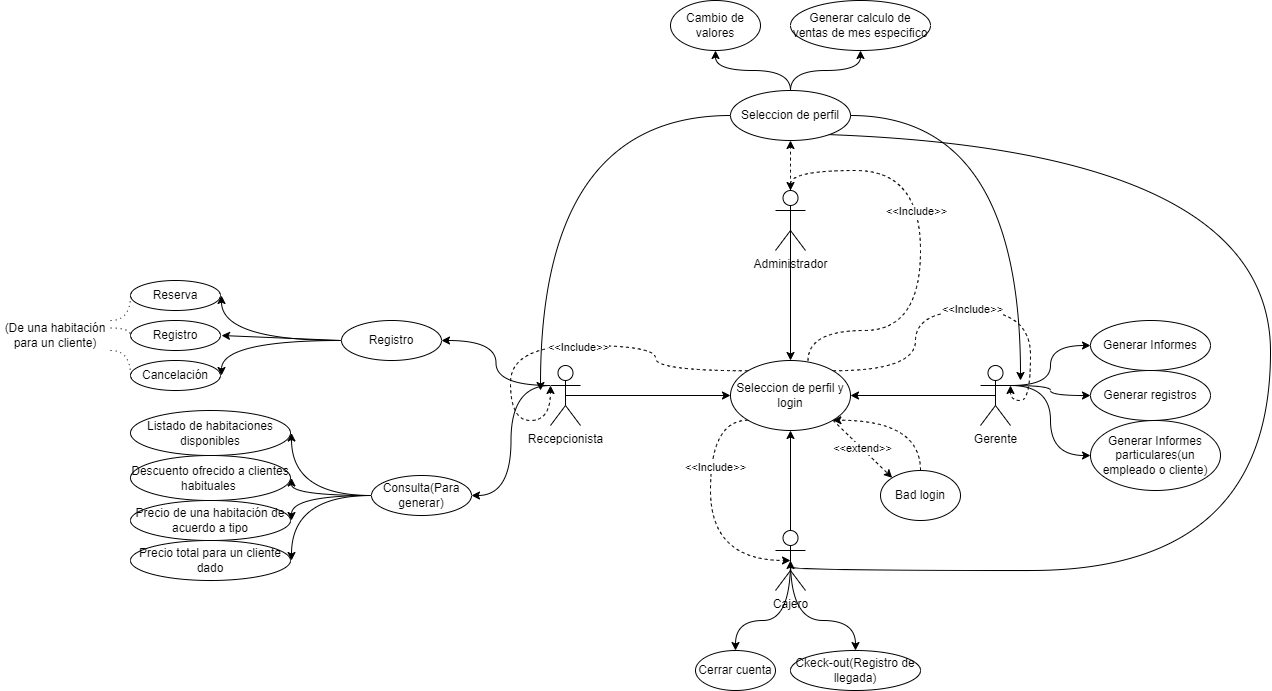 Cambio de
valores
Generar calculo de
ventas de mes especifico
Seleccion de perfil
<<Include>>
Administrador
Reserva
(De una habitación
para un cliente)
Registro
Cancelación
Registro
<<Include>>
<<Include>>
Seleccion de perfil y
login
Recepcionista
Gerente
Generar Informes
Generar registros
Generar Informes
particulares(un
empleado o cliente)
Listado de habitaciones
disponibles
Descuento ofrecido a clientes
habituales
Precio de una habitación de
acuerdo a tipo
Precio total para un cliente
dado
Consulta(Para
generar)
<<Include>>
<<extend>>
Bad login
Cajero
Cerrar cuenta
Ckeck-out(Registro de
llegada)